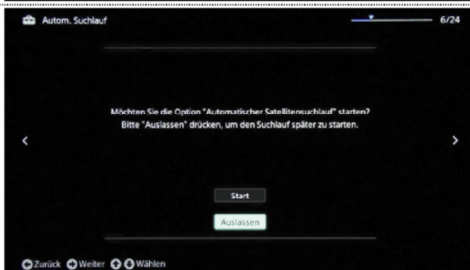 Autom. Suchlauf
6/24
Möchten Sie die Option "Automatischer Satellitensuchlauf" starten?
Bitte "Auslassen" drücken, um den Suchlauf später zu starten.
Start
Auslassen
Zurück Weiter Wählen